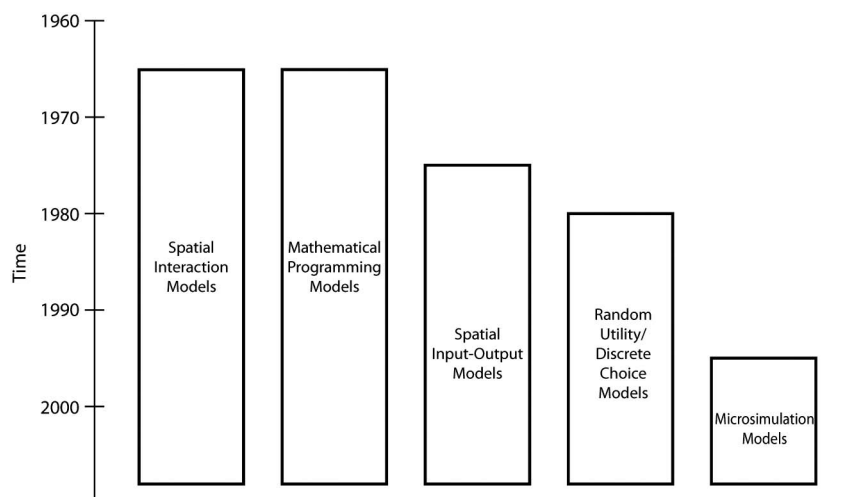 1960
1970
1980
1990
2000
Time
Spatial
Interaction
Models
Mathematical
Programming
Models
Spatial
Input-Output
Models
Random
Utility/
Discrete
Choice
Models
Microsimulation
Models